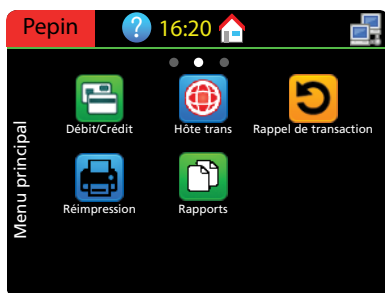 Pepin
? 16:20
Menu principal
Débit/Crédit
Hôte trans
Rappel de transaction
Réimpression
Rapports